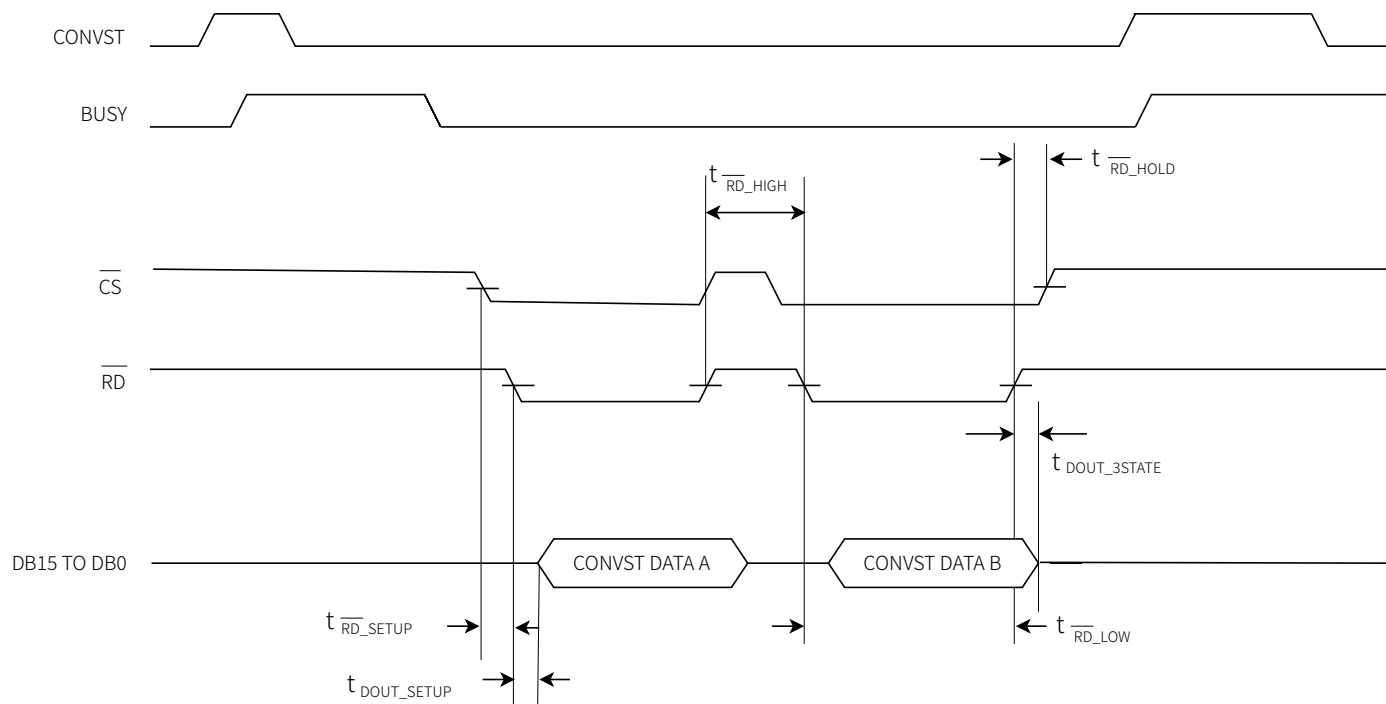 CONVST
BUSY
t RD_HOLD
t RD_HIGH
CS
RD
t DOUT_3STATE
DB15 TO DB0 CONVST DATA A CONVST DATA B
t RD_SETUP
t RD_LOW
t DOUT_SETUP